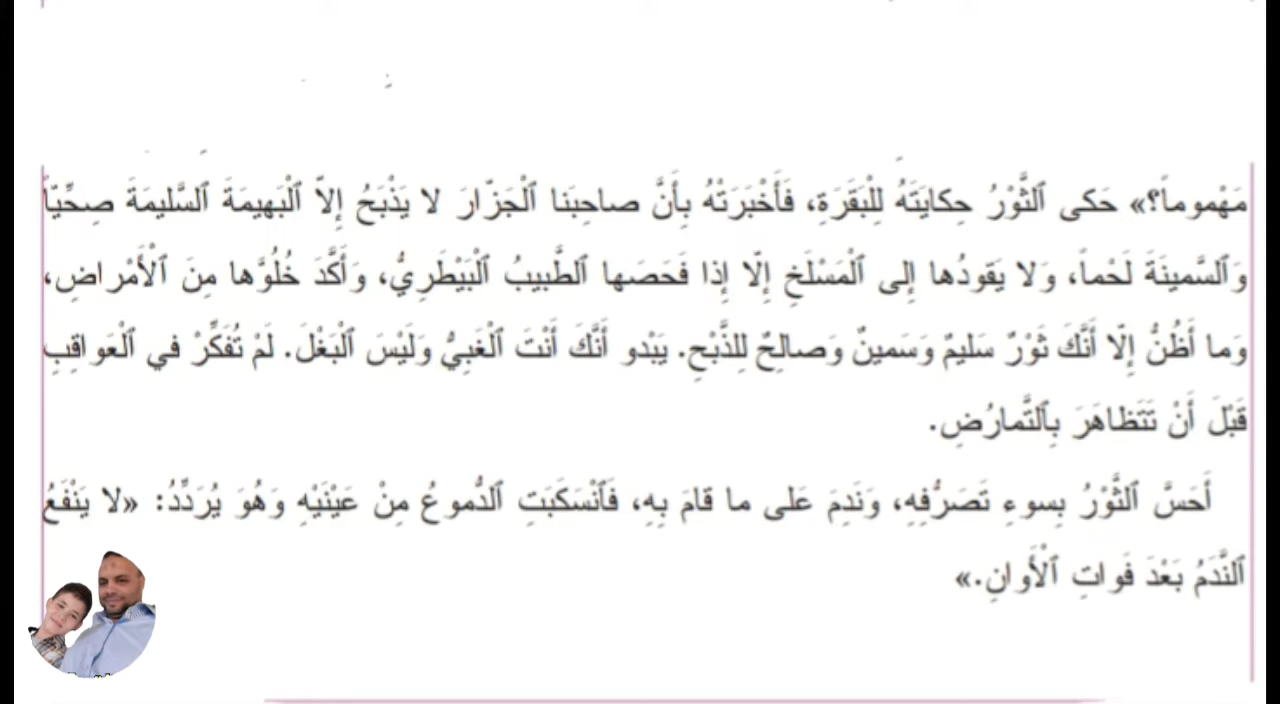 مَهْموماً؟» حَكى ٱلثَّوْرُ حِكايَتَهُ لِلْبَقَرَةِ، فَأَخْبَرَتْهُ بِأَنَّ صاحِبَنا ٱلْجَزّارَ لا يَذْبَحُ إِلاّ ٱلْبَهيمَةَ ٱلسَّليمَةَ صِحِّيّاً
وَٱلسَّمينَةَ لَحْماً، وَلا يَقودُها إِلى ٱلْمَسْلَخِ إِلّا إِذا فَحَصَها ٱلطَّبيبُ ٱلْبَيْطَرِيُّ، وَأَكَّدَ خُلُوَّها مِنَ ٱلْأَمْراضِ،
وَما أَظُنُّ إِلّا أَنَّكَ ثَوْرٌ سَليمٌ وَسَمينٌ وَصالِحٌ لِلذَّبْحِ. يَبْدو أَنَّكَ أَنْتَ ٱلْغَبِيُّ وَلَيْسَ ٱلْبَغْلَ. لَمْ تُفَكِّرْ في ٱلْعَواقِبِ
قَبْلَ أَنْ تَتَظاهَرَ بِٱلتَّمارُضِ.
أَحَسَّ ٱلثَّوْرُ بِسوءِ تَصَرُّفِهِ، وَنَدِمَ عَلى ما قامَ بِهِ، فَٱنْسَكَبَتِ ٱلدُّموعُ مِنْ عَيْنَيْهِ وَهُوَ يُرَدِّدُ: «لا يَنْفَعُ
ٱلنَّدَمُ بَعْدَ فَواتِ ٱلْأَوانِ.»